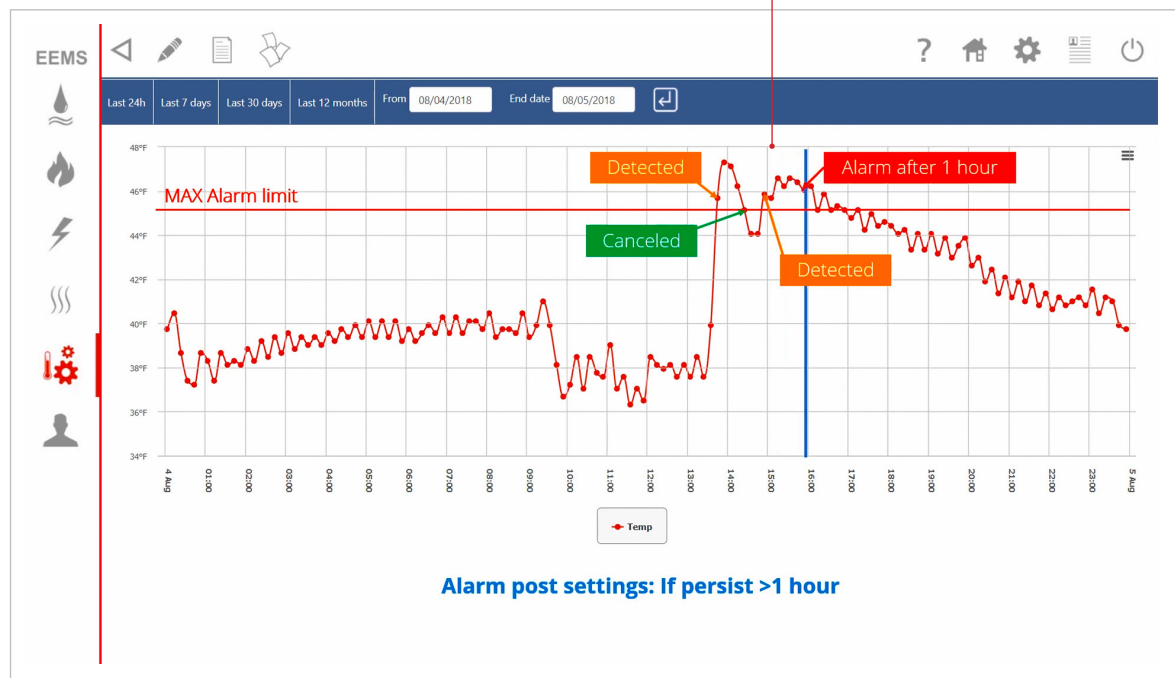 EEMS
?
Last 24h
Last 7 days
Last 30 days
Last 12 months
From
08/04/2018
End date
08/05/2018
48°F
46°F
44°F
42°F
40°F
38°F
36°F
34°F
MAX Alarm limit
Detected
Canceled
Detected
Alarm after 1 hour
4 Aug
01:00
02:00
03:00
04:00
05:00
06:00
07:00
08:00
09:00
10:00
11:00
12:00
13:00
14:00
15:00
16:00
17:00
18:00
19:00
20:00
21:00
22:00
23:00
5 Aug
Temp
Alarm post settings: If persist >1 hour